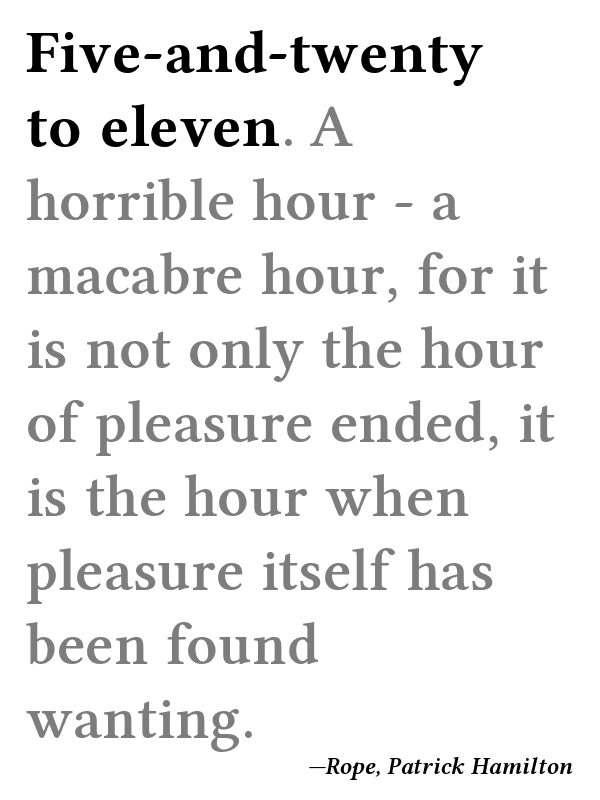 Five-and-twenty
to eleven. A
horrible hour - a
macabre hour, for it
is not only the hour
of pleasure ended, it
is the hour when
pleasure itself has
been found
wanting.
—Rope, Patrick Hamilton